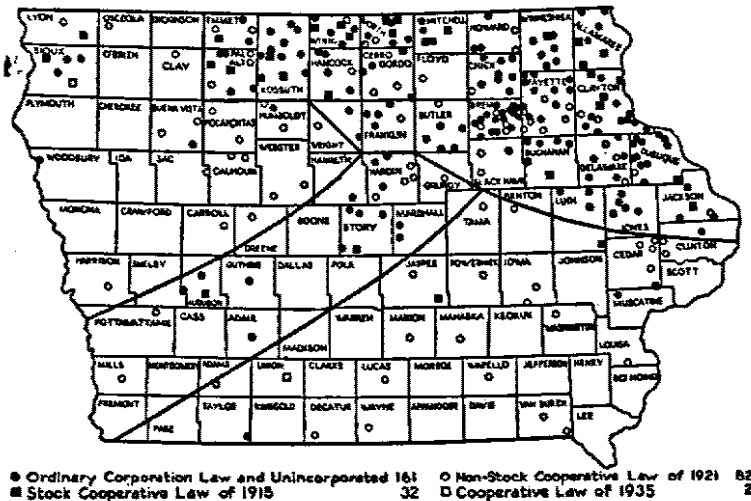 LYON OSCEOLA DICKINSON EMMET WINN. WORTH MITCHELL HOWARD WINNESHIEK ALLAMAKEE
SIOUX O'BRIEN CLAY PALO ALTO KOSSUTH HANCOCK CERRO GORDO FLOYD CHICK. FAYETTE CLAYTON
PLYMOUTH CHEROKEE BUENA VISTA POCAHONTAS HUMBOLDT WRIGHT FRANKLIN BUTLER BREMER
WOODBURY IDA SAC CALHOUN WEBSTER HAMILTON HARDIN GRUNDY BLACK HAWK BUCHANAN DELAWARE DUBUQUE
MONONA CRAWFORD CARROLL GREENE BOONE STORY MARSHALL TAMA BENTON LINN JONES JACKSON
HARRISON SHELBY AUDUBON GUTHRIE DALLAS POLK JASPER POWESHIEK IOWA JOHNSON CEDAR CLINTON
SCOTT
MUSCATINE
POTTAWATTAMIE CASS ADAIR MADISON WARREN MARION MAHASKA KEOKUK WASHINGTON
LOUISA
MILLS MONTGOMERY ADAMS UNION CLARKE LUCAS MONROE WAPELLO JEFFERSON HENRY DES MOINES
FREMONT PAGE TAYLOR RINGGOLD DECATUR WAYNE APPANOOSE DAVIS VAN BUREN LEE
● Ordinary Corporation Law and Unincorporated 161 ○ Non-Stock Cooperative Law of 1921 82
■ Stock Cooperative Law of 1915 32 □ Cooperative Law of 1935 2